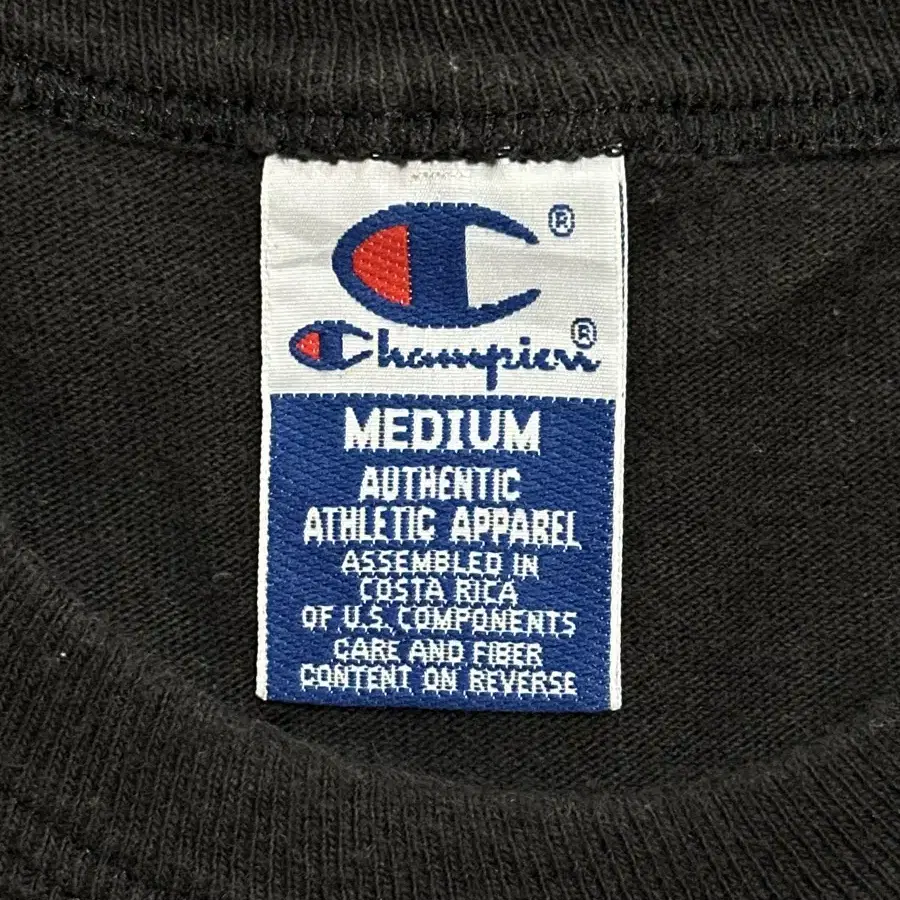 ®
Champion®
MEDIUM
AUTHENTIC
ATHLETIC APPAREL
ASSEMBLED IN
COSTA RICA
OF U.S. COMPONENTS
CARE AND FIBER
CONTENT ON REVERSE